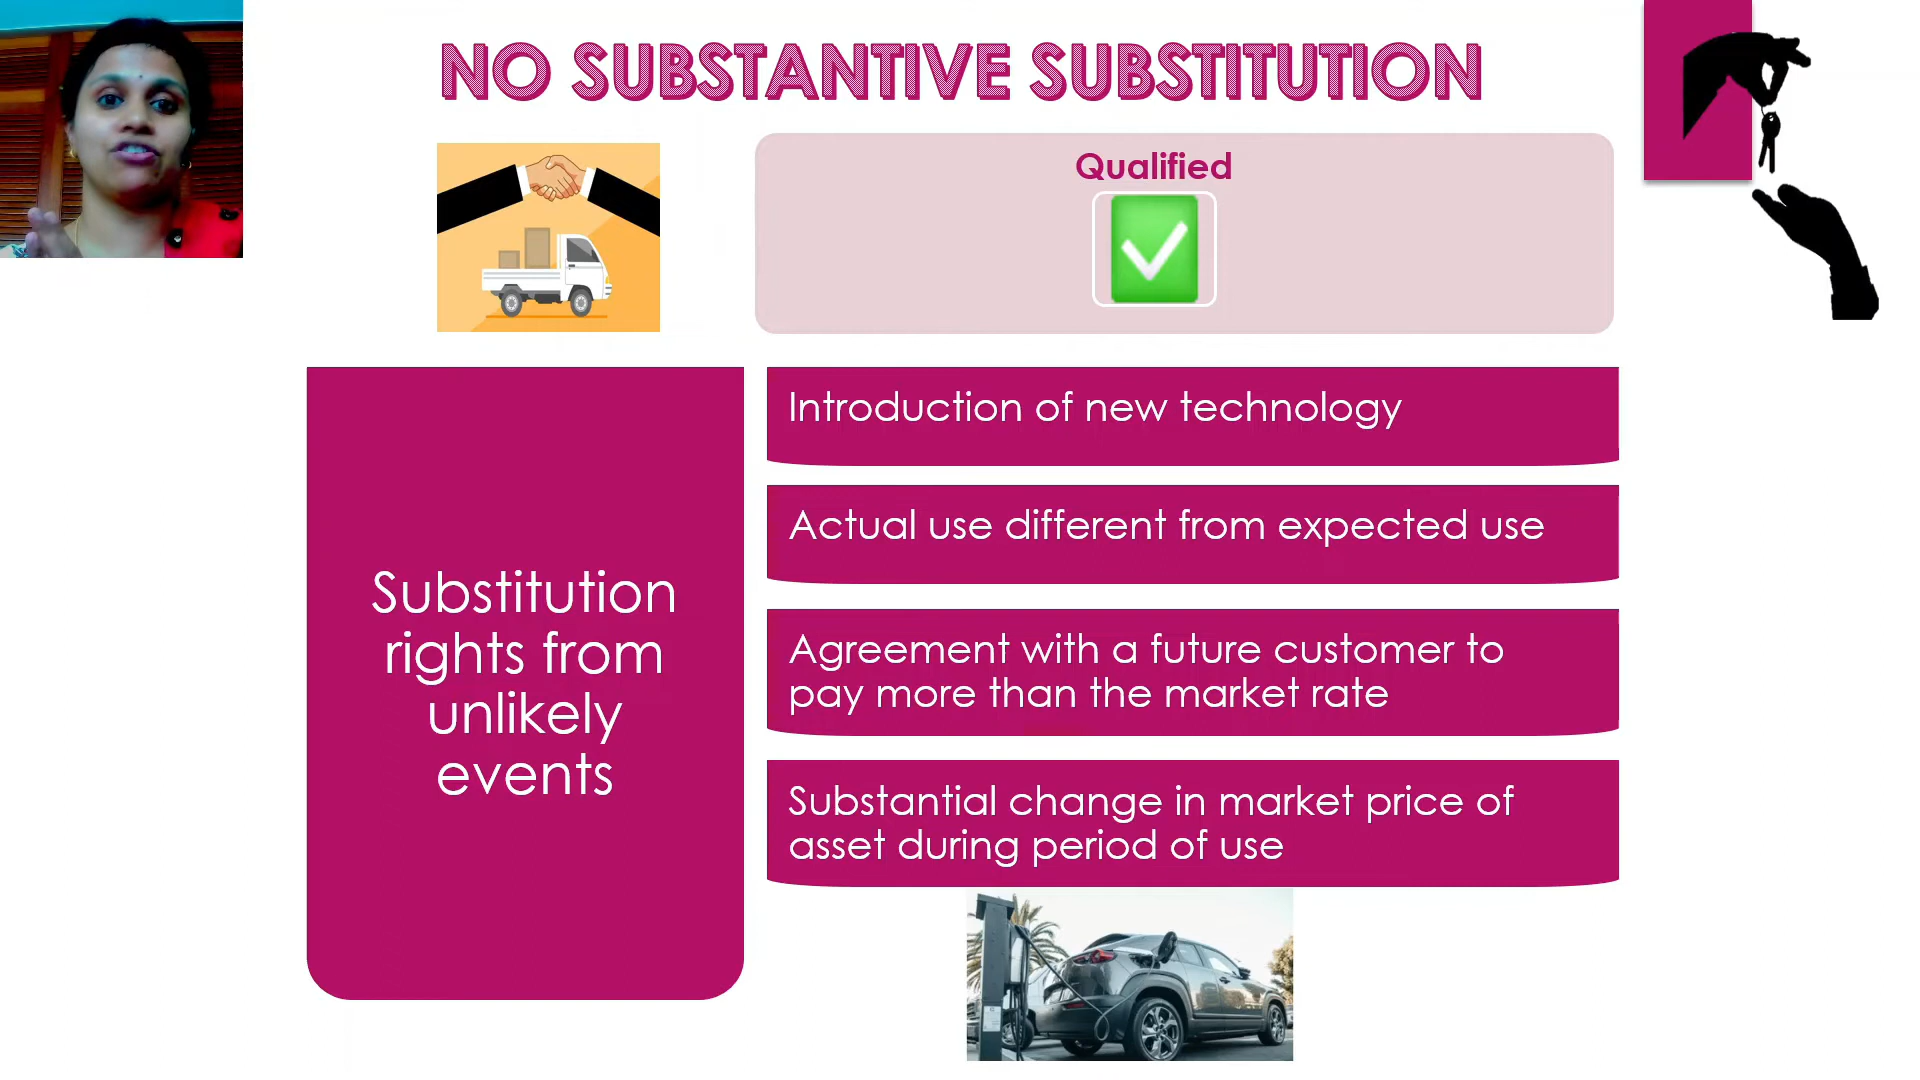 NO SUBSTANTIVE SUBSTITUTION
Qualified
Substitution
rights from
unlikely
events
Introduction of new technology
Actual use different from expected use
Agreement with a future customer to
pay more than the market rate
Substantial change in market price of
asset during period of use